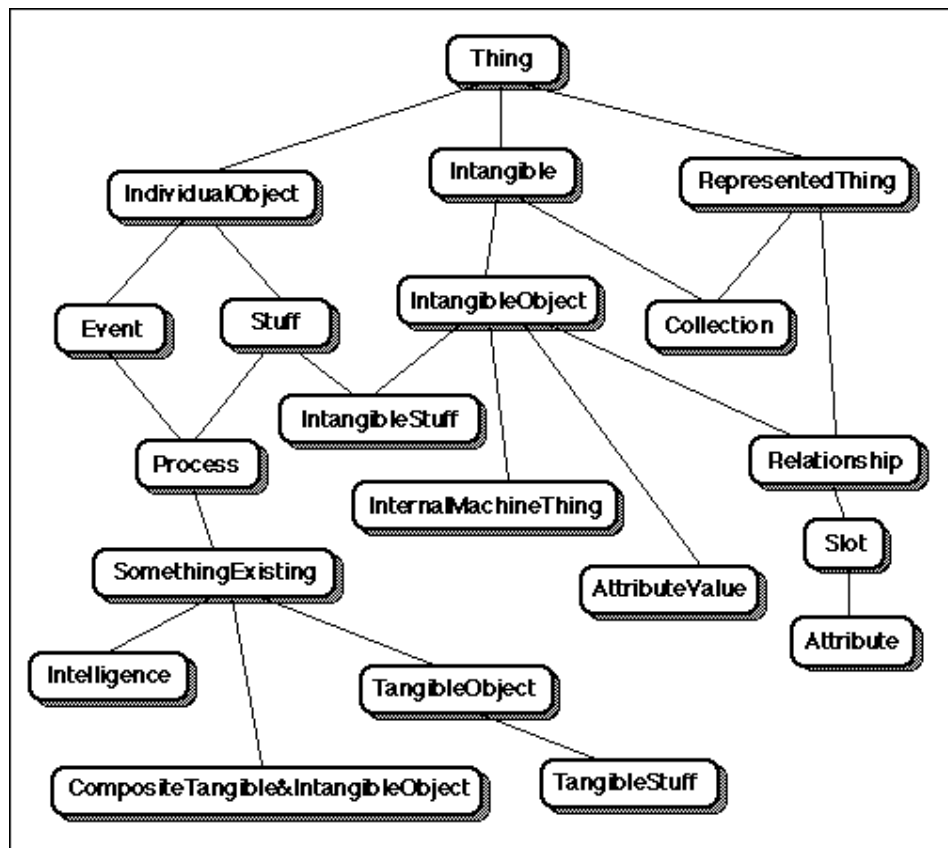 Thing
IndividualObject
Intangible
RepresentedThing
Event
Stuff
IntangibleObject
Collection
IntangibleStuff
Process
Relationship
InternalMachineThing
Slot
SomethingExisting
AttributeValue
Attribute
Intelligence
TangibleObject
CompositeTangible&IntangibleObject
TangibleStuff